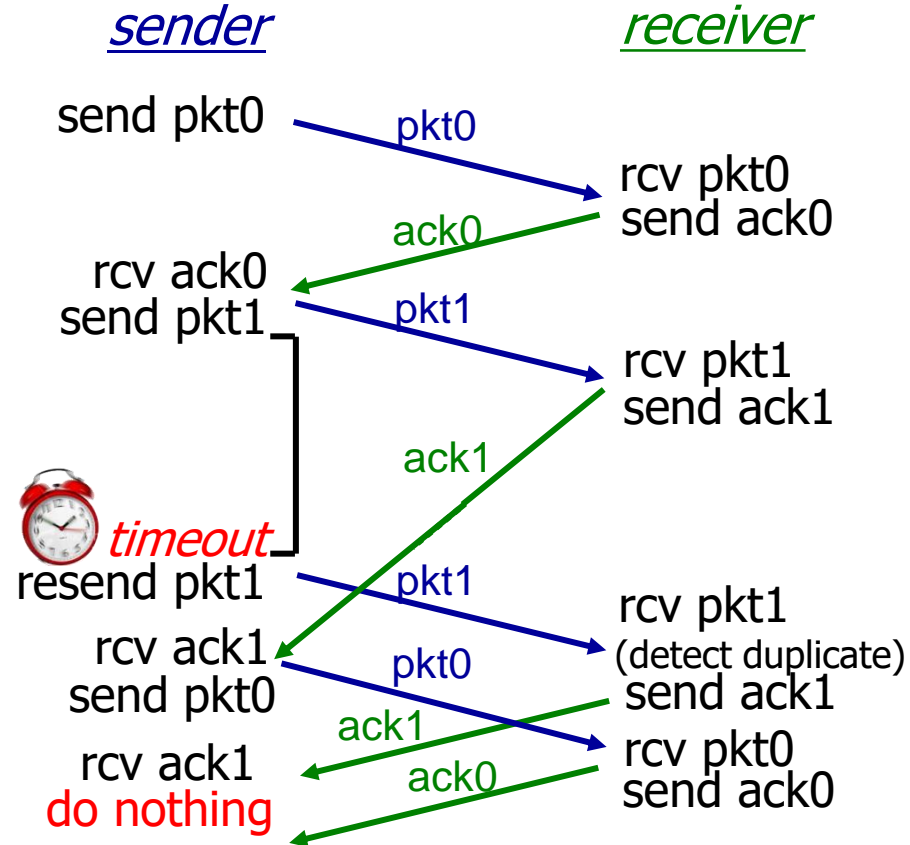 sender
receiver
send pkt0
pkt0
rcv pkt0
send ack0
ack0
rcv ack0
send pkt1
pkt1
rcv pkt1
send ack1
ack1
timeout
resend pkt1
pkt1
rcv pkt1
(detect duplicate)
send ack1
rcv ack1
send pkt0
pkt0
ack1
rcv pkt0
send ack0
rcv ack1
do nothing
ack0